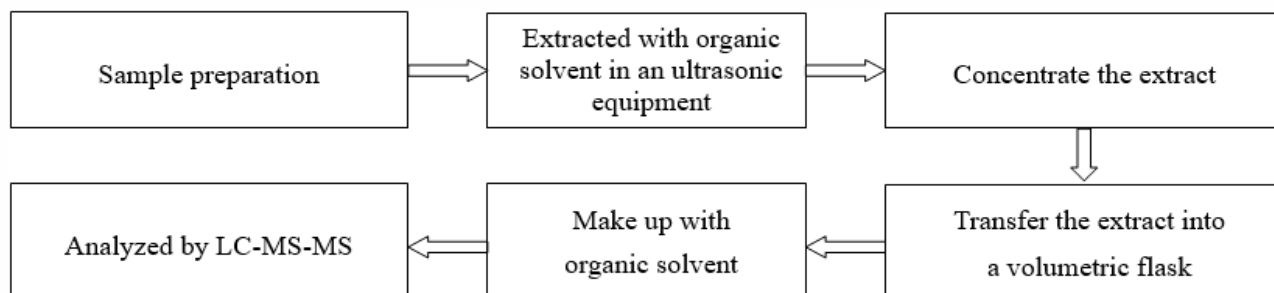 Sample preparation
Extracted with organic
solvent in an ultrasonic
equipment
Concentrate the extract
Transfer the extract into
a volumetric flask
Make up with
organic solvent
Analyzed by LC-MS-MS